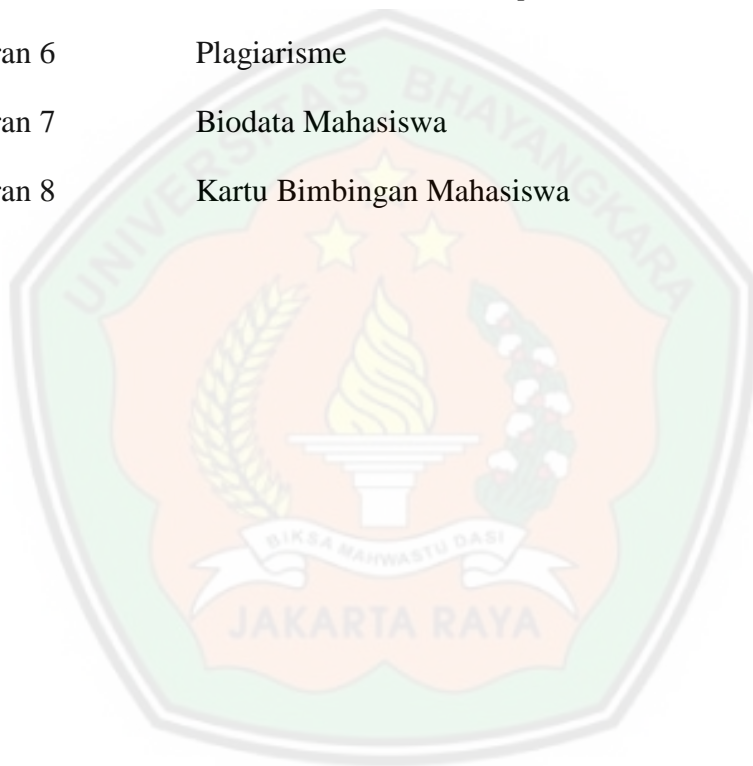 ran 6 Plagiarisme
ran 7 Biodata Mahasiswa
ran 8 Kartu Bimbingan Mahasiswa
UNIVERSITAS BHAYANGKARA
BIKSA MAHWASTU DASI
JAKARTA RAYA